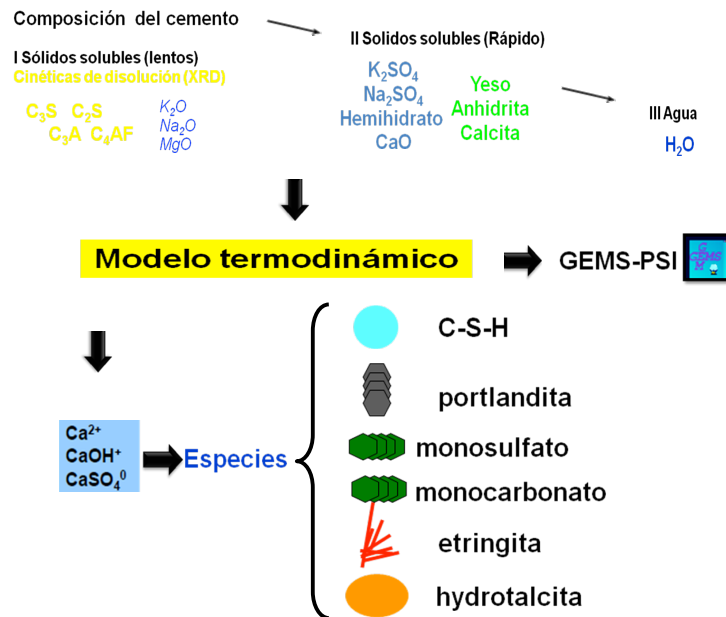 Composición del cemento
I Sólidos solubles (lentos)
Cinéticas de disolución (XRD)
C₃S C₂S
C₃A C₄AF
K₂O
Na₂O
MgO
II Solidos solubles (Rápido)
K₂SO₄
Na₂SO₄
Hemihidrato
CaO
Yeso
Anhidrita
Calcita
III Agua
H₂O
Modelo termodinámico
GEMS-PSI
GEMS
Ca²⁺
CaOH⁺
CaSO₄⁰
Especies
C-S-H
portlandita
monosulfato
monocarbonato
etringita
hydrotalcita